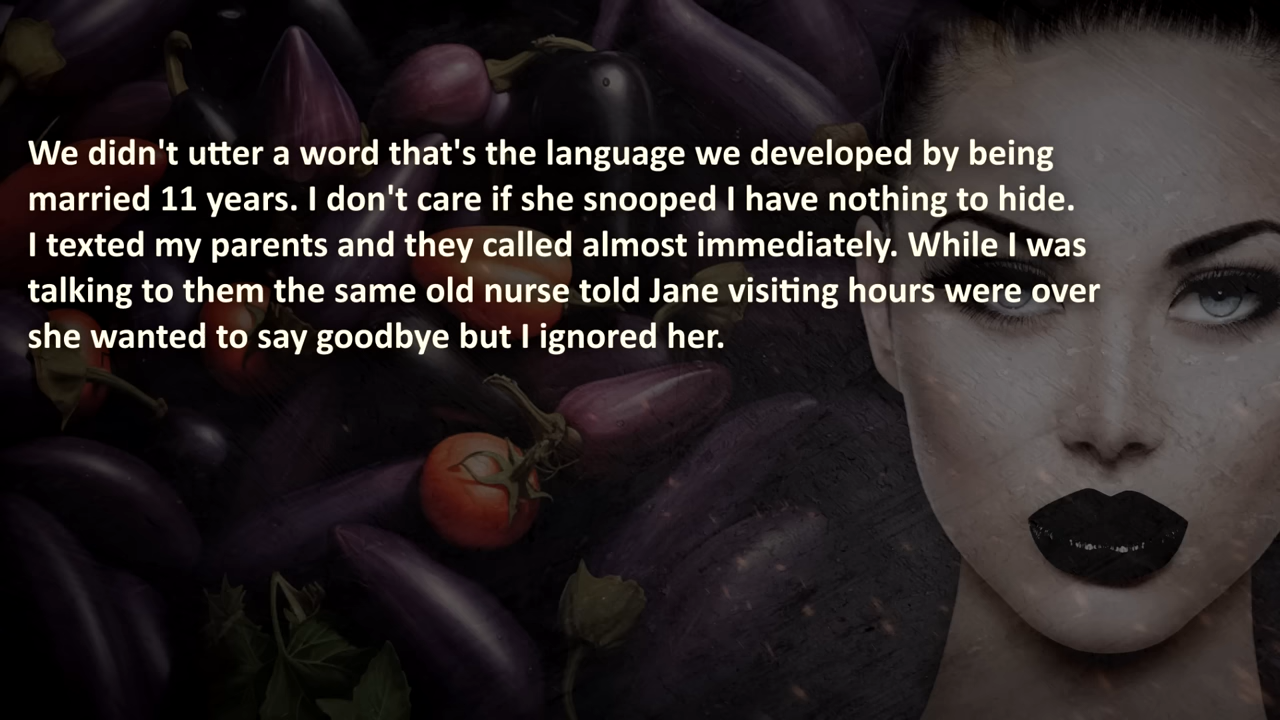 We didn't utter a word that's the language we developed by being
married 11 years. I don't care if she snooped I have nothing to hide.
I texted my parents and they called almost immediately. While I was
talking to them the same old nurse told Jane visiting hours were over
she wanted to say goodbye but I ignored her.